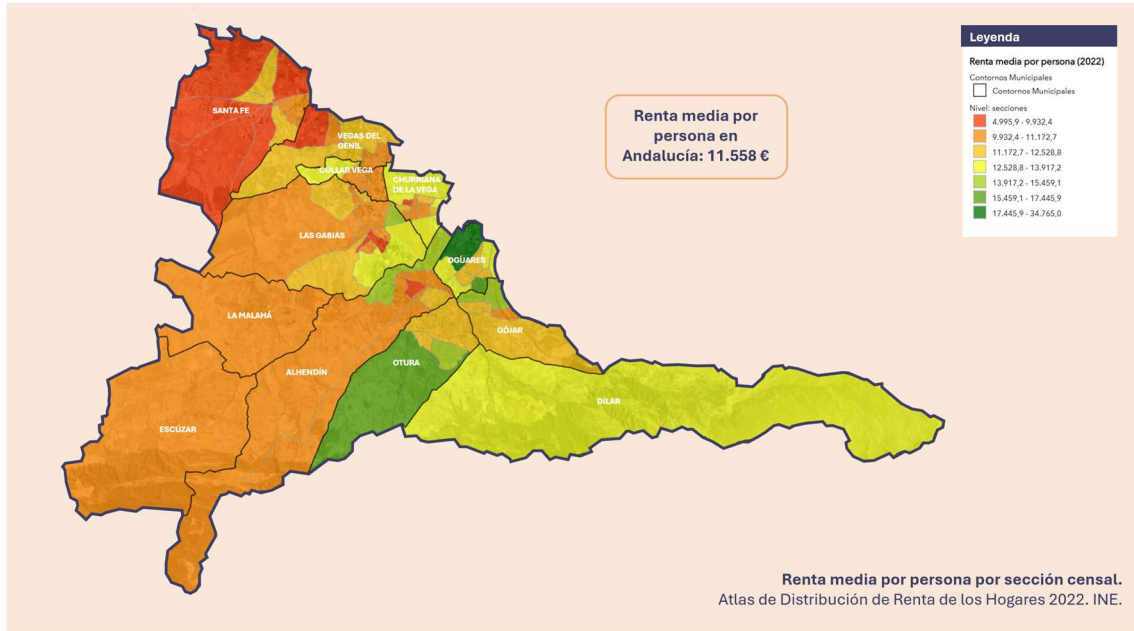 Leyenda
Renta media por persona (2022)
Contornos Municipales
Contornos Municipales
Nivel: secciones
4.995,9 - 9.932,4
9.932,4 - 11.172,7
11.172,7 - 12.528,8
12.528,8 - 13.917,2
13.917,2 - 15.459,1
15.459,1 - 17.445,9
17.445,9 - 34.765,0
Renta media por
persona en
Andalucía: 11.558 €
SANTA FE
VEGAS DEL
GENIL
CÚLLAR VEGA
CHURRIANA
DE LA VEGA
LAS GABIAS
OGÍJARES
LA MALAHÁ
GÓJAR
ALHENDÍN
OTURA
DÍLAR
ESCÚZAR
Renta media por persona por sección censal.
Atlas de Distribución de Renta de los Hogares 2022. INE.